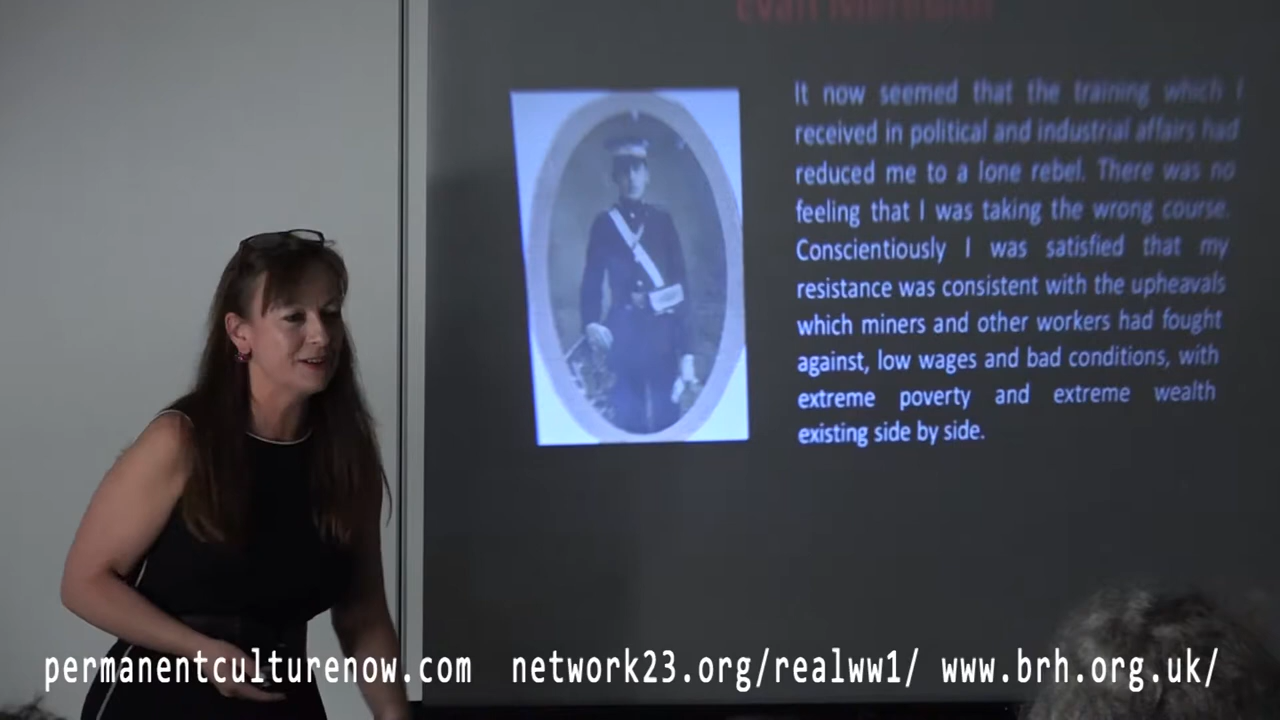 Evan Meredith
It now seemed that the training which I
received in political and industrial affairs had
reduced me to a lone rebel. There was no
feeling that I was taking the wrong course.
Conscientiously I was satisfied that my
resistance was consistent with the upheavals
which miners and other workers had fought
against, low wages and bad conditions, with
extreme poverty and extreme wealth
existing side by side.
permanentculturenow.com network23.org/realww1/ www.brh.org.uk/